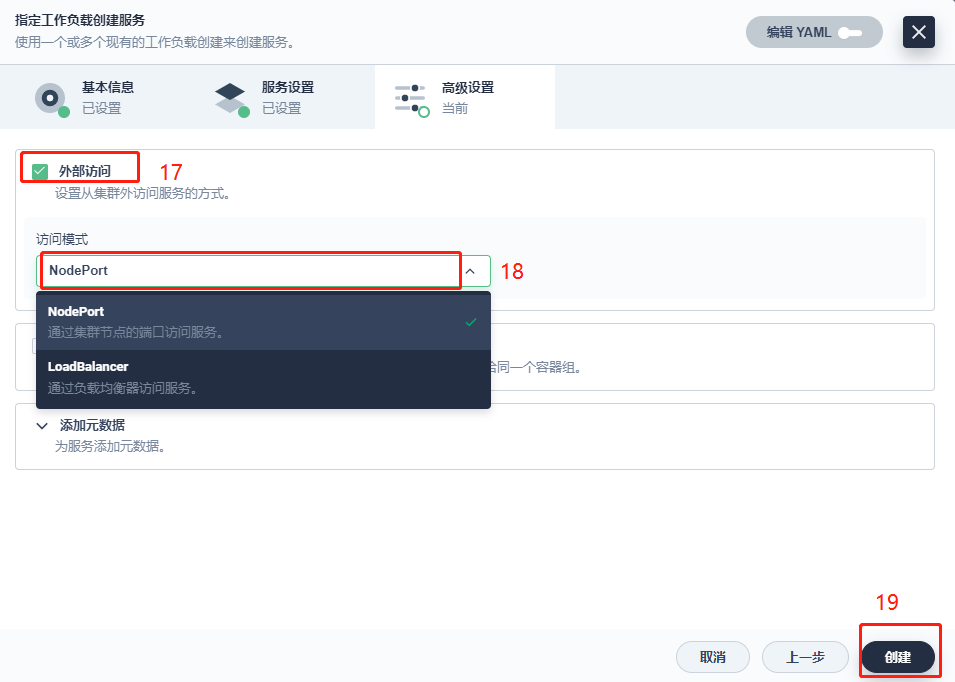 指定工作负载创建服务
使用一个或多个现有的工作负载创建来创建服务。
编辑 YAML
基本信息
已设置
服务设置
已设置
高级设置
当前
外部访问
17
设置从集群外访问服务的方式。
访问模式
NodePort
18
NodePort
通过集群节点的端口访问服务。
LoadBalancer
通过负载均衡器访问服务。
同一个容器组。
添加元数据
为服务添加元数据。
19
取消
上一步
创建